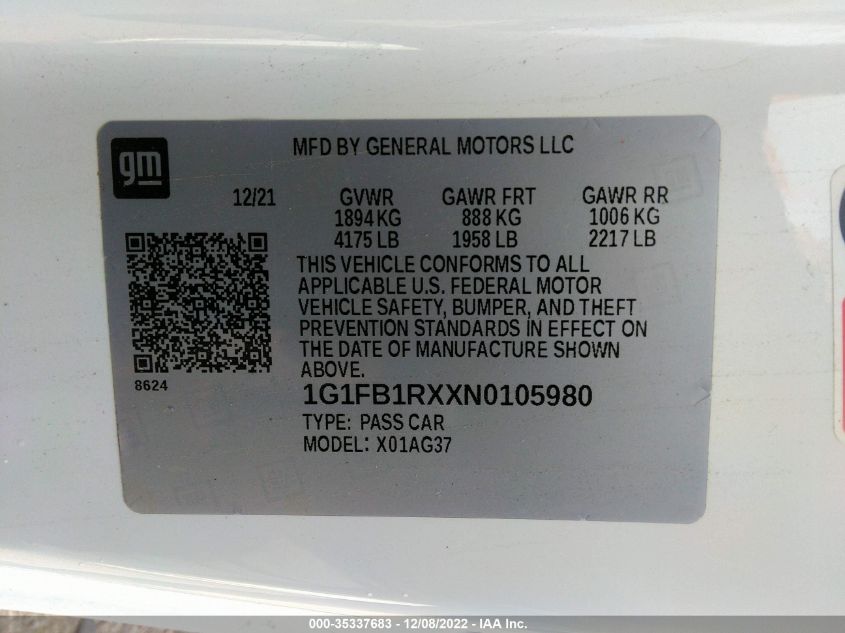 gm
MFD BY GENERAL MOTORS LLC
12/21 GVWR GAWR FRT GAWR RR
1894 KG 888 KG 1006 KG
4175 LB 1958 LB 2217 LB
THIS VEHICLE CONFORMS TO ALL
APPLICABLE U.S. FEDERAL MOTOR
VEHICLE SAFETY, BUMPER, AND THEFT
PREVENTION STANDARDS IN EFFECT ON
THE DATE OF MANUFACTURE SHOWN
ABOVE.
8624
1G1FB1RXXN0105980
TYPE: PASS CAR
MODEL: X01AG37
000-35337683 - 12/08/2022 - IAA Inc.